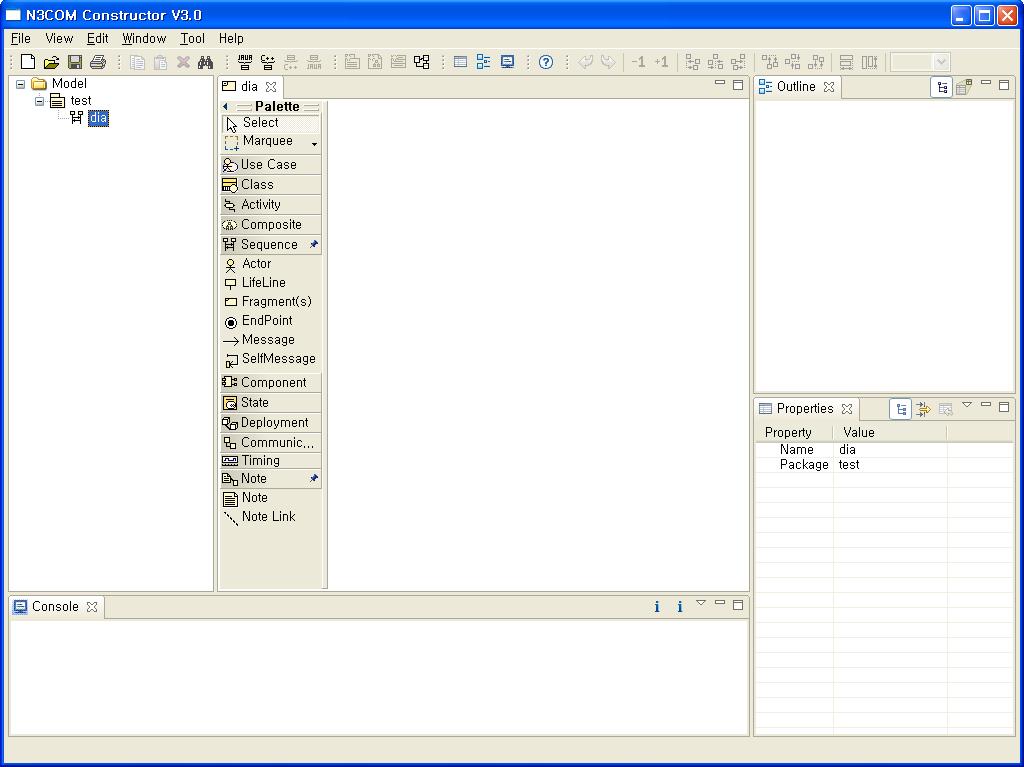 N3COM Constructor V3.0
File View Edit Window Tool Help
-1 +1
Model
test
dia
dia
Palette
Select
Marquee
Use Case
Class
Activity
Composite
Sequence
Actor
LifeLine
Fragment(s)
EndPoint
Message
SelfMessage
Component
State
Deployment
Communic...
Timing
Note
Note
Note Link
Outline
Properties
Property Value
Name dia
Package test
Console